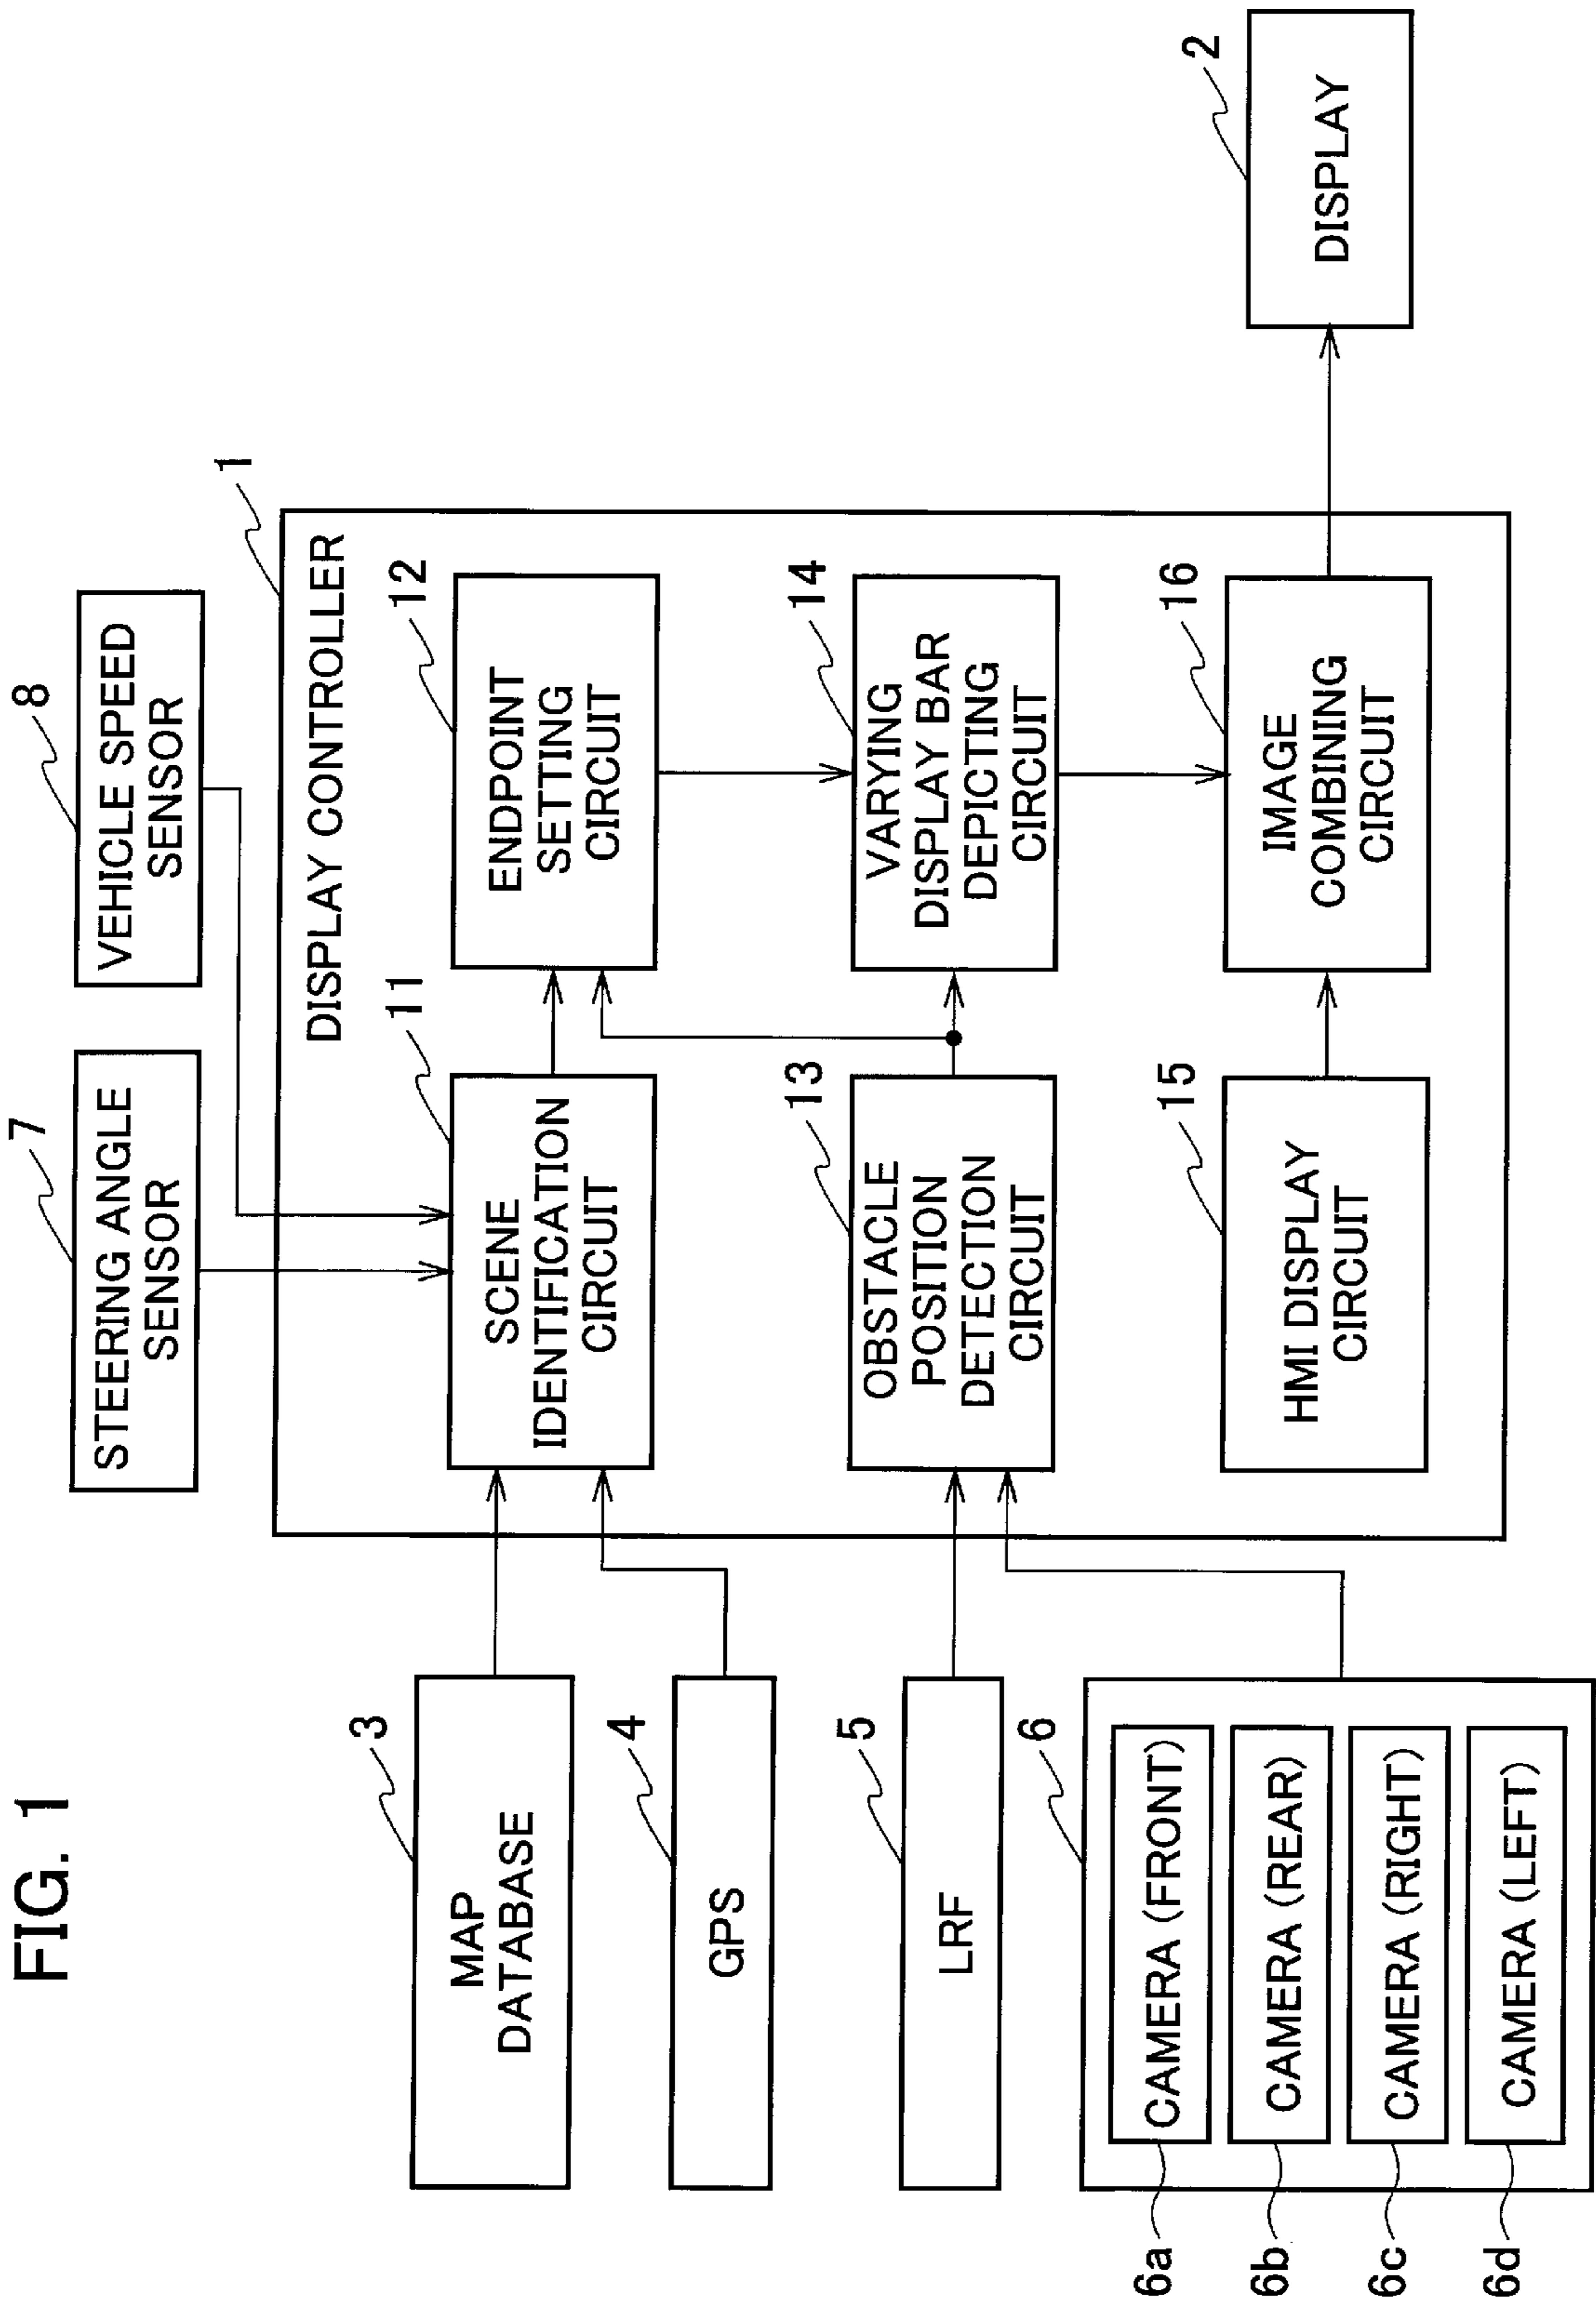 FIG. 1
7
STEERING ANGLE
SENSOR
8
VEHICLE SPEED
SENSOR
1
DISPLAY CONTROLLER
3
MAP
DATABASE
11
SCENE
IDENTIFICATION
CIRCUIT
12
ENDPOINT
SETTING
CIRCUIT
4
GPS
5
LRF
13
OBSTACLE
POSITION
DETECTION
CIRCUIT
14
VARYING
DISPLAY BAR
DEPICTING
CIRCUIT
6
6a
CAMERA (FRONT)
6b
CAMERA (REAR)
6c
CAMERA (RIGHT)
6d
CAMERA (LEFT)
15
HMI DISPLAY
CIRCUIT
16
IMAGE
COMBINING
CIRCUIT
2
DISPLAY